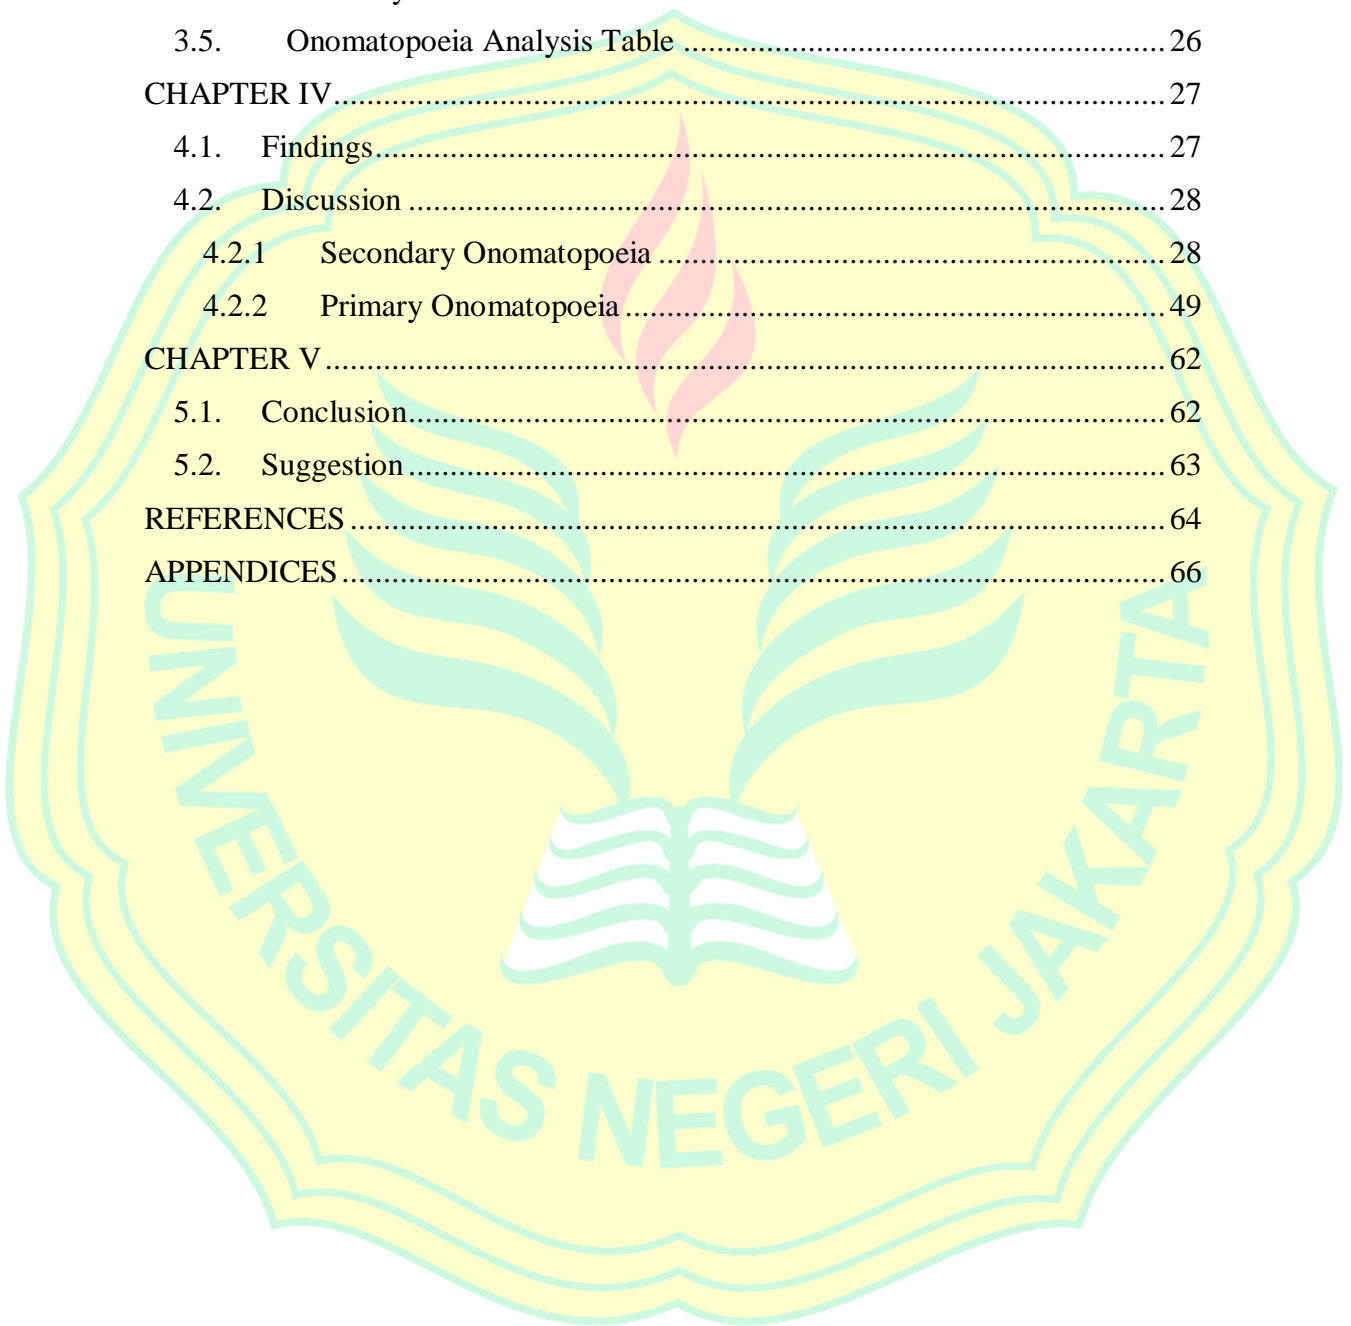 3.5. Onomatopoeia Analysis Table ........................................................... 26
CHAPTER IV....................................................................................................... 27
4.1. Findings.................................................................................................. 27
4.2. Discussion .............................................................................................. 28
4.2.1 Secondary Onomatopoeia .............................................................. 28
4.2.2 Primary Onomatopoeia .................................................................. 49
CHAPTER V ........................................................................................................ 62
5.1. Conclusion.............................................................................................. 62
5.2. Suggestion .............................................................................................. 63
REFERENCES ..................................................................................................... 64
APPENDICES ...................................................................................................... 66
UNIVERSITAS NEGERI JAKARTA